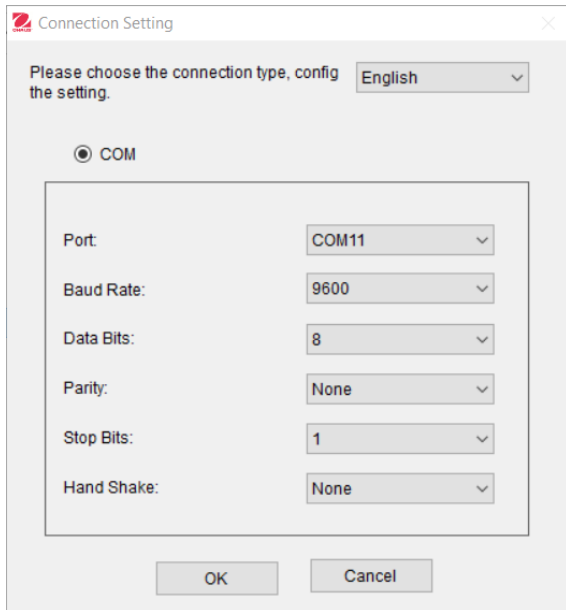 OHAUS
Connection Setting
Please choose the connection type, config
the setting.
English
COM
Port:
COM11
Baud Rate:
9600
Data Bits:
8
Parity:
None
Stop Bits:
1
Hand Shake:
None
OK
Cancel